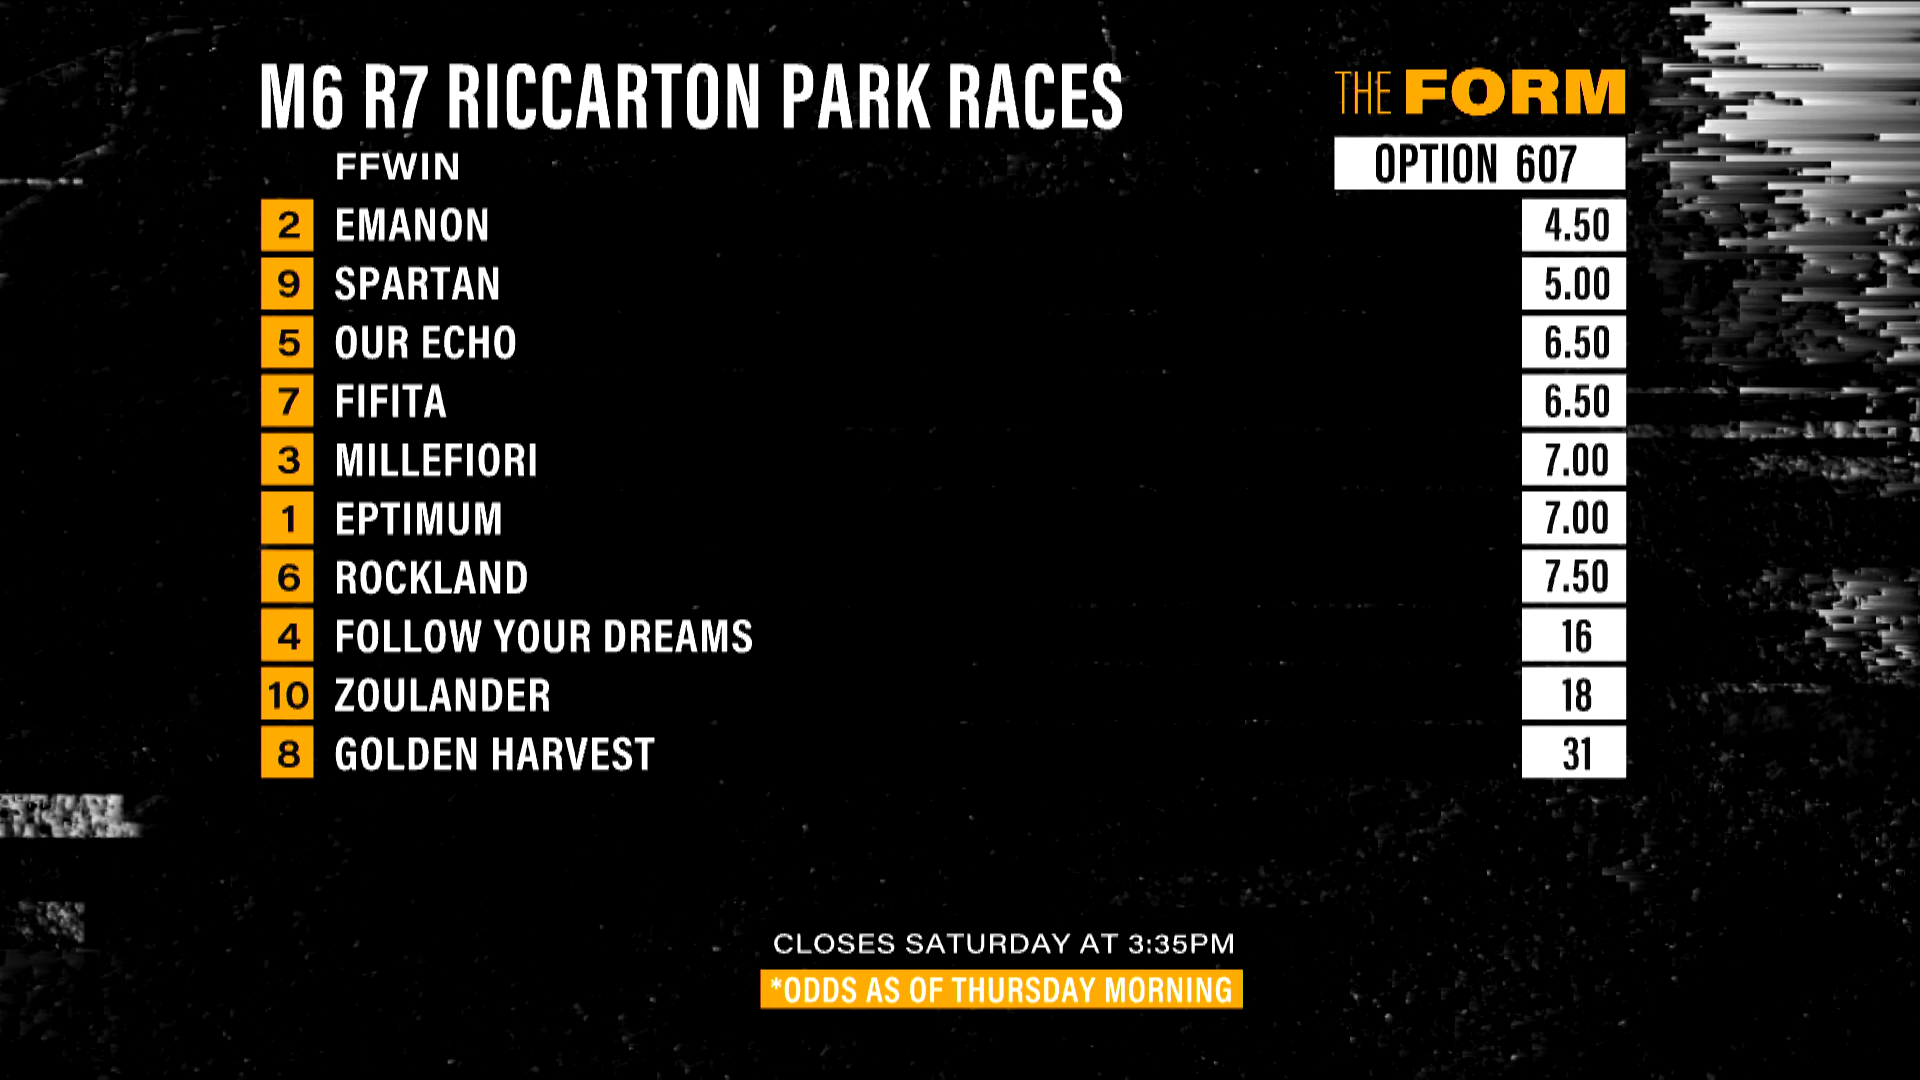 M6 R7 RICCARTON PARK RACES
THE FORM
FFWIN
OPTION 607
2 EMANON 4.50
9 SPARTAN 5.00
5 OUR ECHO 6.50
7 FIFITA 6.50
3 MILLEFIORI 7.00
1 EPTIMUM 7.00
6 ROCKLAND 7.50
4 FOLLOW YOUR DREAMS 16
10 ZOULANDER 18
8 GOLDEN HARVEST 31
CLOSES SATURDAY AT 3:35PM
*ODDS AS OF THURSDAY MORNING